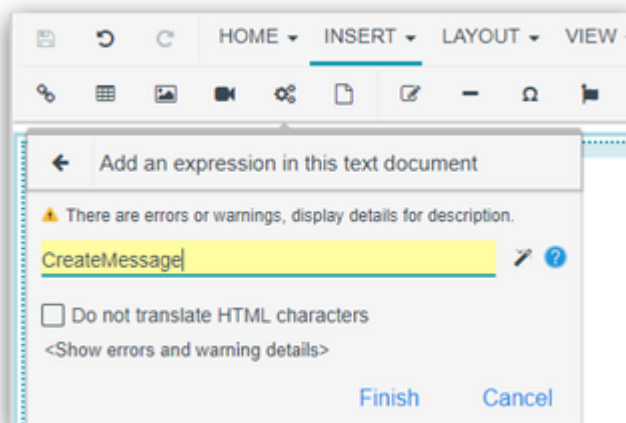 HOME INSERT LAYOUT VIEW
Ω
Add an expression in this text document
There are errors or warnings, display details for description.
CreateMessage
?
Do not translate HTML characters
<Show errors and warning details>
Finish Cancel